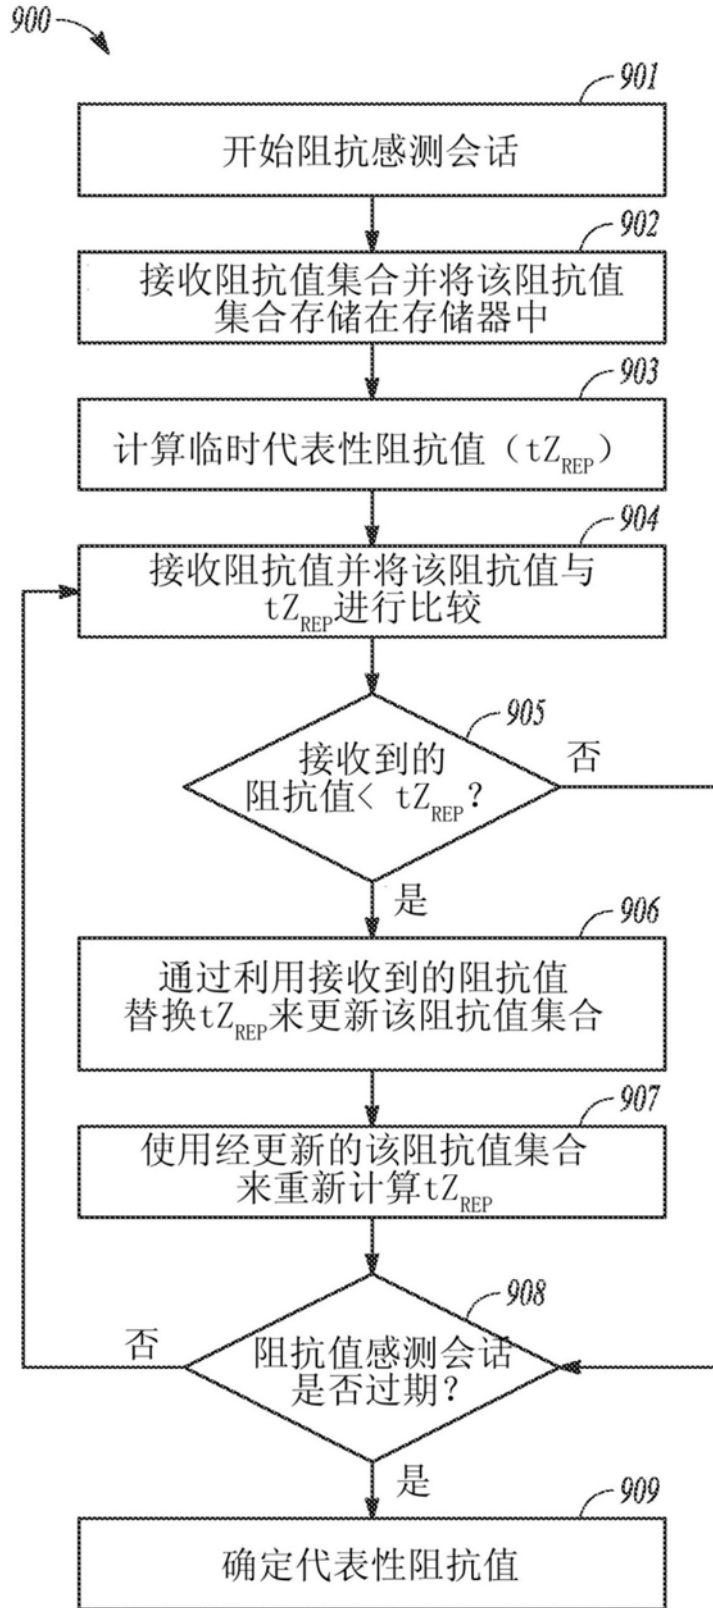 900
901
开始阻抗感测会话
902
接收阻抗值集合并将该阻抗值
集合存储在存储器中
903
计算临时代表性阻抗值（tZREP）
904
接收阻抗值并将该阻抗值与
tZREP进行比较
905
接收到的
阻抗值< tZREP?
否
是
906
通过利用接收到的阻抗值
替换tZREP来更新该阻抗值集合
907
使用经更新的该阻抗值集合
来重新计算tZREP
908
否
阻抗值感测会话
是否过期?
是
909
确定代表性阻抗值